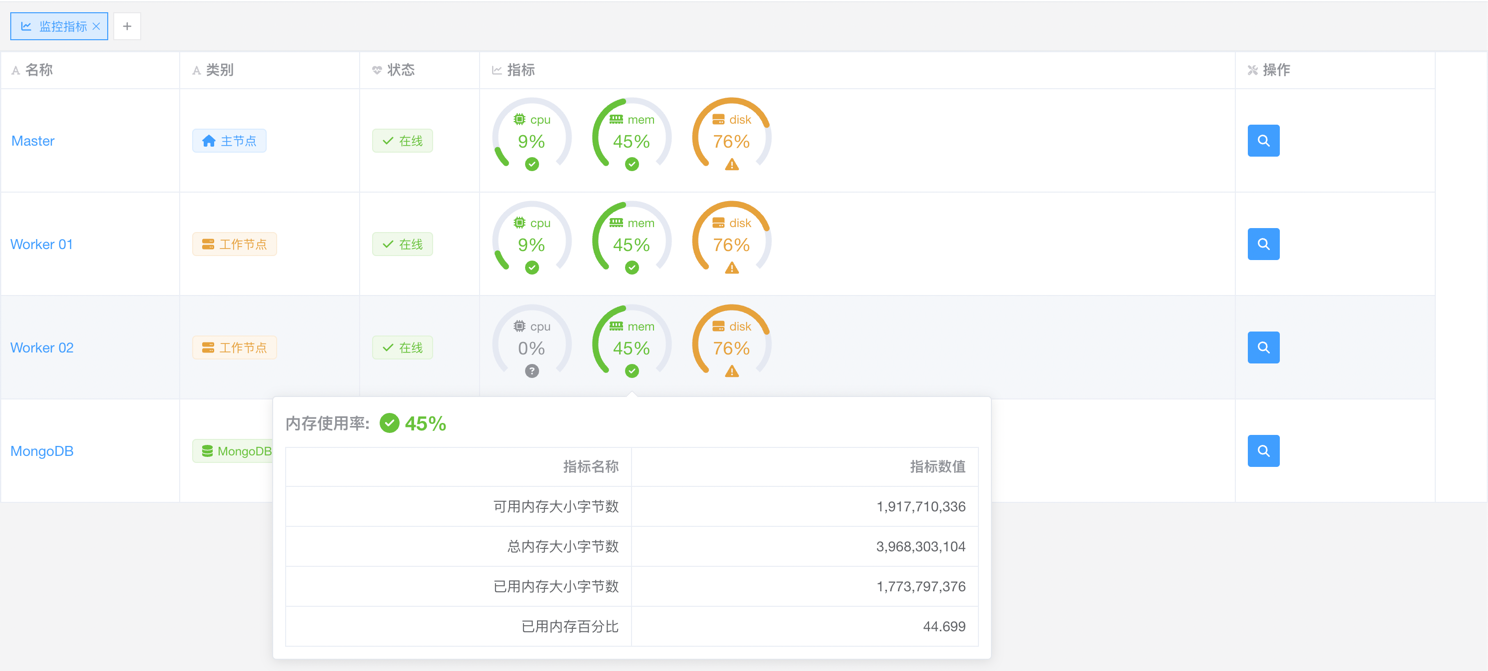 监控指标
+
名称 类别 状态 指标 操作
Master 主节点 在线 cpu 9% mem 45% disk 76%
Worker 01 工作节点 在线 cpu 9% mem 45% disk 76%
Worker 02 工作节点 在线 cpu 0% mem 45% disk 76%
MongoDB MongoDB
内存使用率: 45%
指标名称 指标数值
可用内存大小字节数 1,917,710,336
总内存大小字节数 3,968,303,104
已用内存大小字节数 1,773,797,376
已用内存百分比 44.699